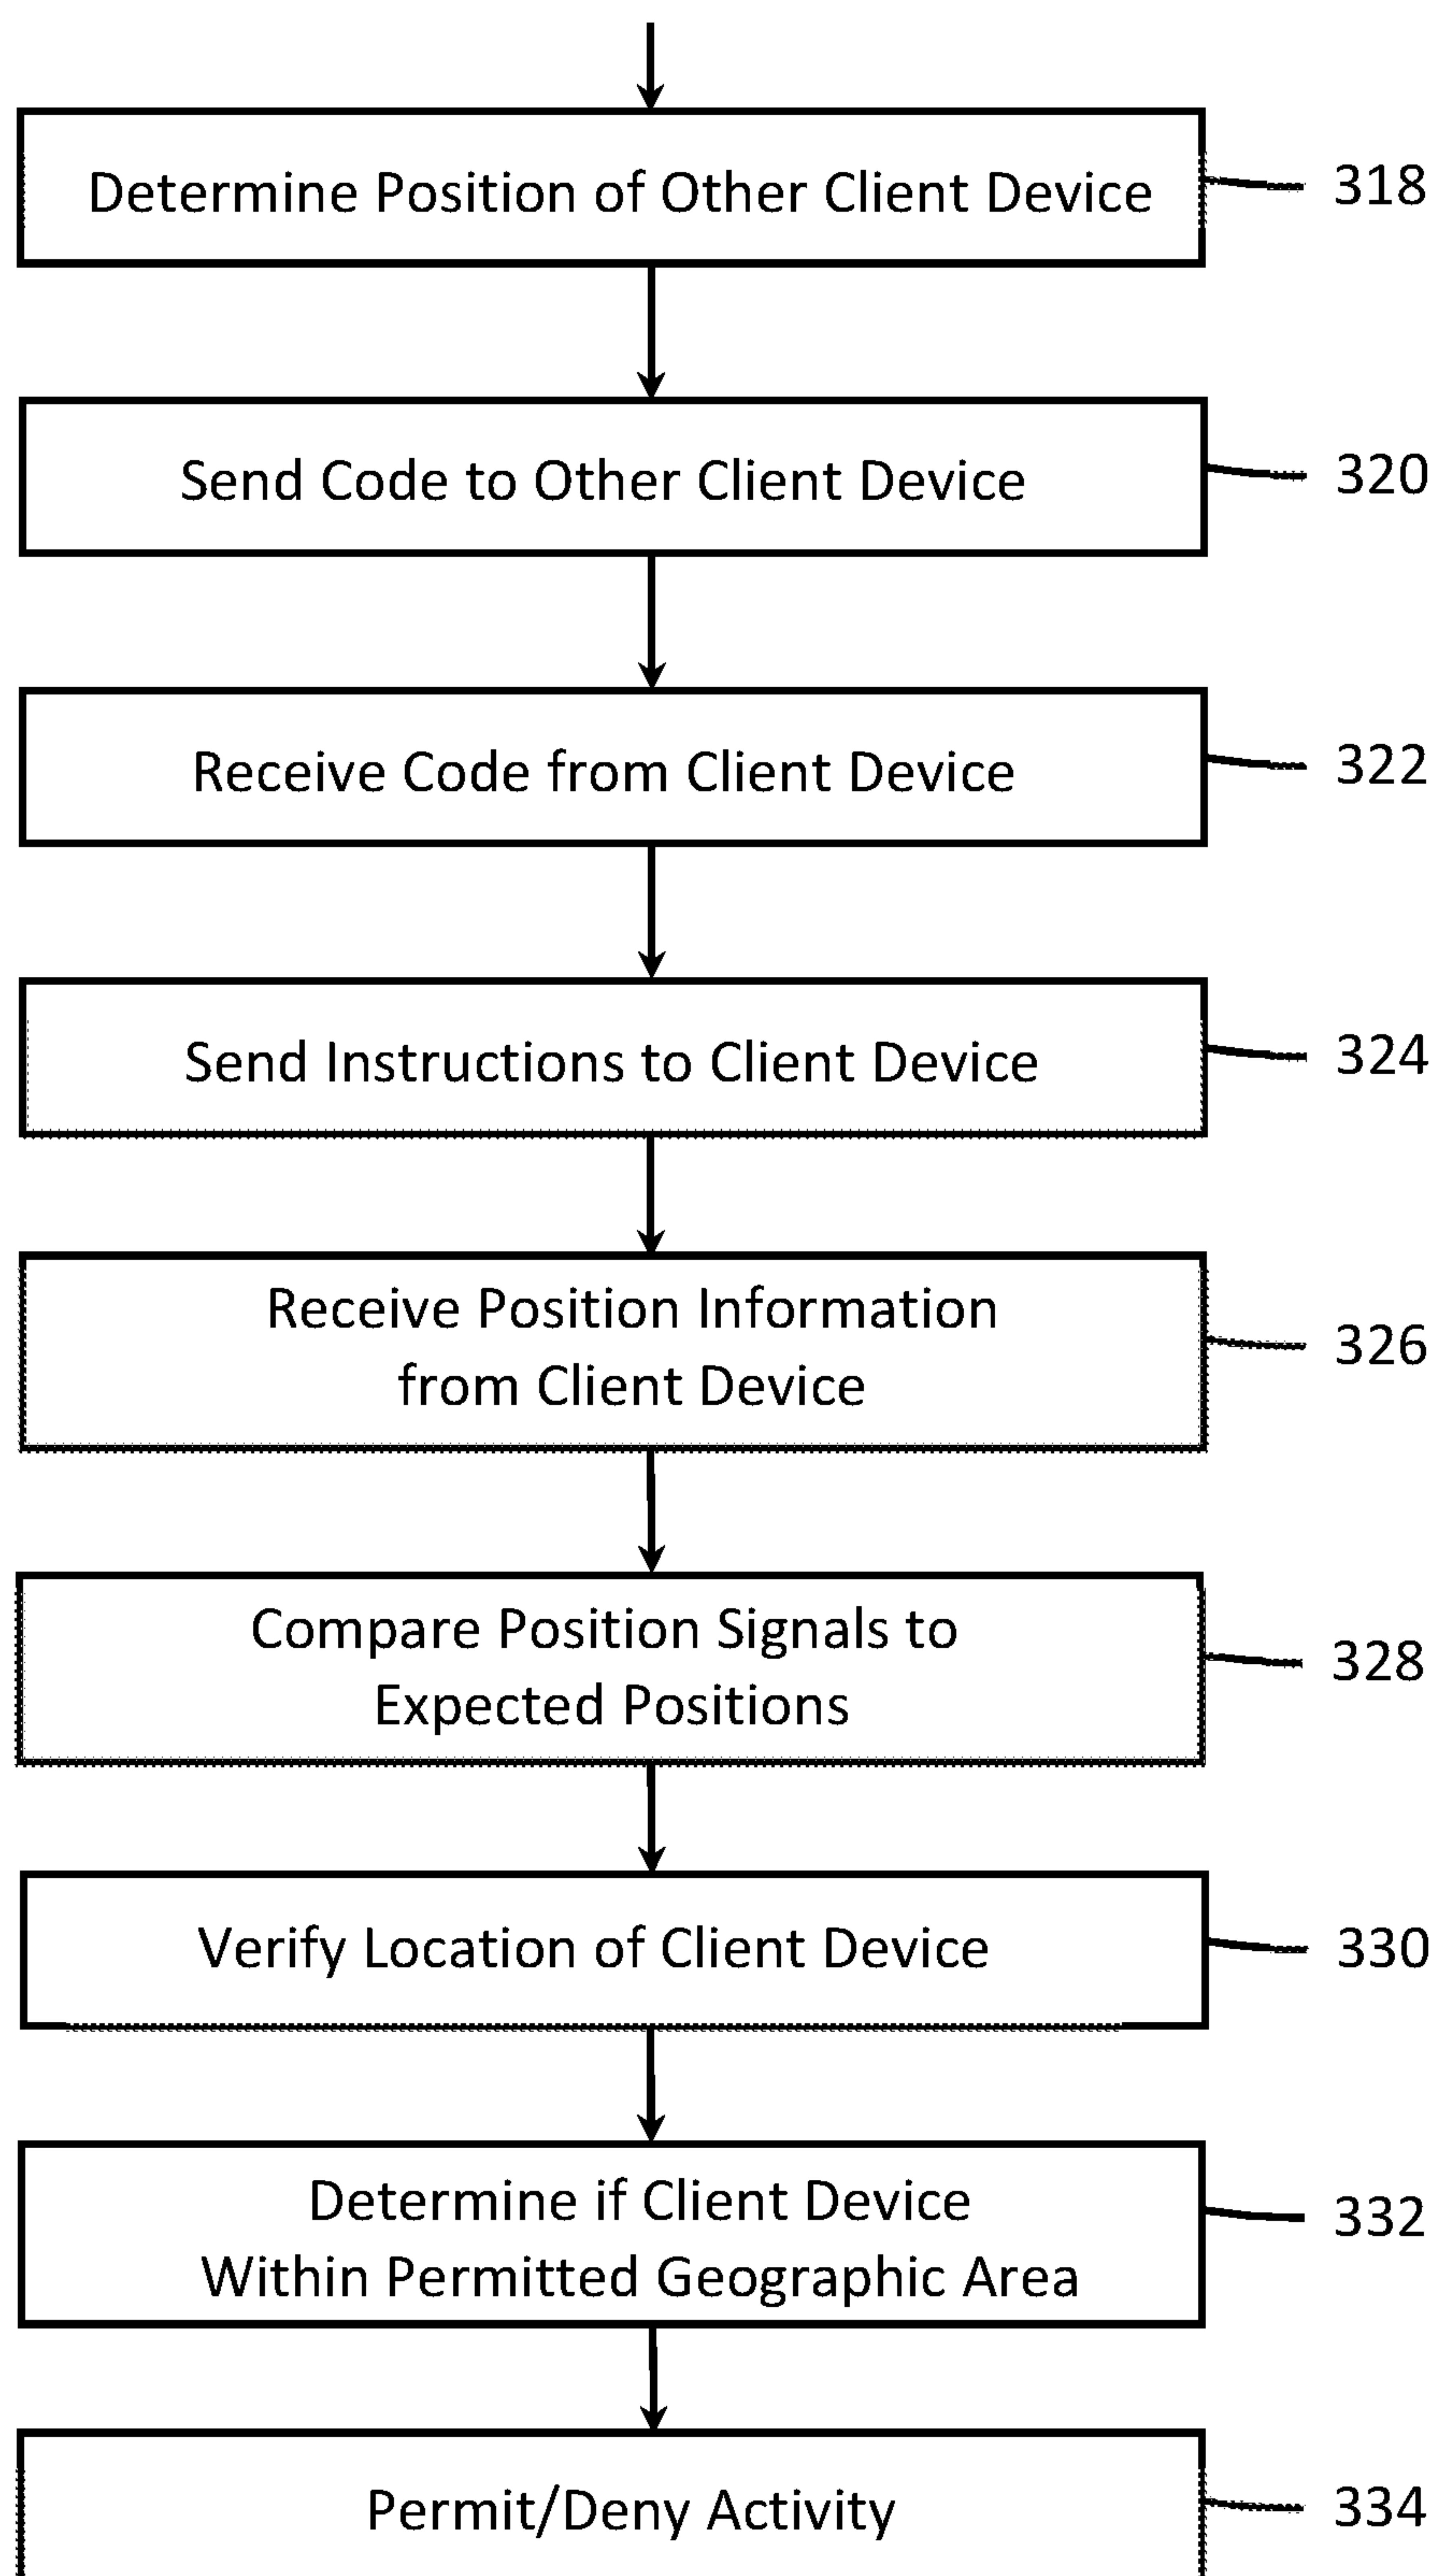 Determine Position of Other Client Device
318
Send Code to Other Client Device
320
Receive Code from Client Device
322
Send Instructions to Client Device
324
Receive Position Information
from Client Device
326
Compare Position Signals to
Expected Positions
328
Verify Location of Client Device
330
Determine if Client Device
Within Permitted Geographic Area
332
Permit/Deny Activity
334